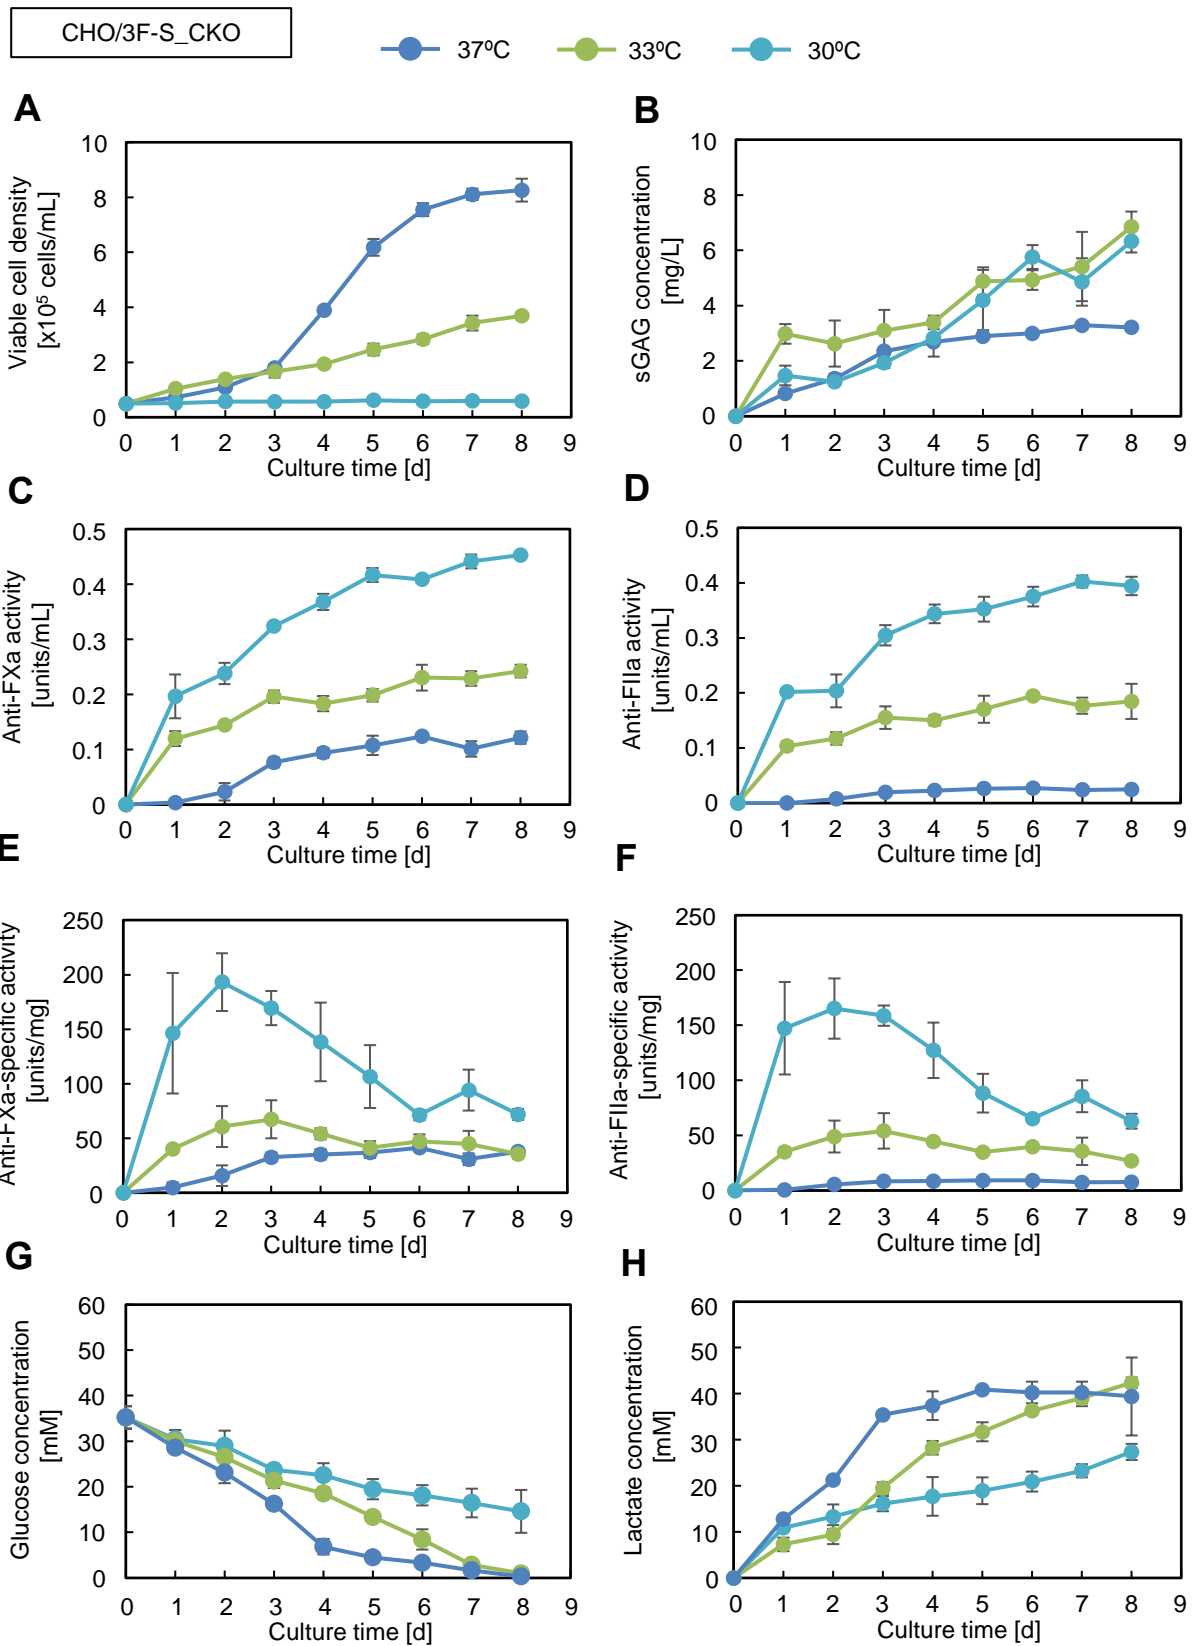 CHO/3F-S_CKO
37ºC 33ºC 30ºC
A
Viable cell density
[x10⁵ cells/mL]
10
8
6
4
2
0
0 1 2 3 4 5 6 7 8 9
Culture time [d]
B
sGAG concentration
[mg/L]
10
8
6
4
2
0
0 1 2 3 4 5 6 7 8 9
Culture time [d]
C
Anti-FXa activity
[units/mL]
0.5
0.4
0.3
0.2
0.1
0
0 1 2 3 4 5 6 7 8 9
Culture time [d]
D
Anti-FIIa activity
[units/mL]
0.5
0.4
0.3
0.2
0.1
0
0 1 2 3 4 5 6 7 8 9
Culture time [d]
E
Anti-FXa-specific activity
[units/mg]
250
200
150
100
50
0
0 1 2 3 4 5 6 7 8 9
Culture time [d]
F
Anti-FIIa-specific activity
[units/mg]
250
200
150
100
50
0
0 1 2 3 4 5 6 7 8 9
Culture time [d]
G
Glucose concentration
[mM]
60
50
40
30
20
10
0
0 1 2 3 4 5 6 7 8 9
Culture time [d]
H
Lactate concentration
[mM]
60
50
40
30
20
10
0
0 1 2 3 4 5 6 7 8 9
Culture time [d]